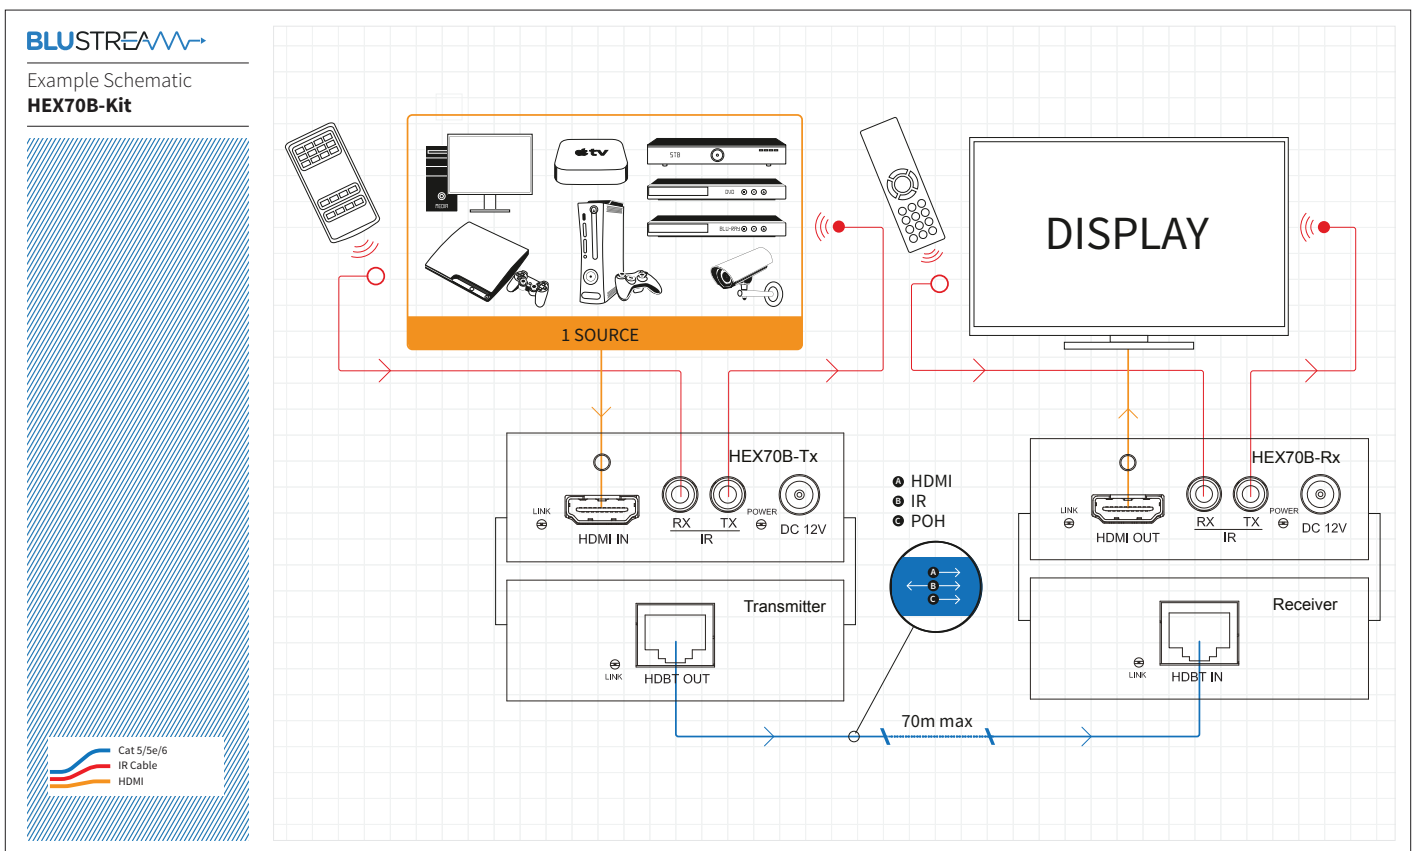 BLUSTREAM
Example Schematic
HEX70B-Kit
tv
STB
DVD
MEDIA
BLU-RAY
DISPLAY
1 SOURCE
HEX70B-Tx
LINK
HDMI IN
RX
TX
IR
POWER
DC 12V
A HDMI
B IR
C POH
HEX70B-Rx
LINK
HDMI OUT
RX
TX
IR
POWER
DC 12V
A
B
C
Transmitter
LINK
HDBT OUT
Receiver
LINK
HDBT IN
70m max
Cat 5/5e/6
IR Cable
HDMI